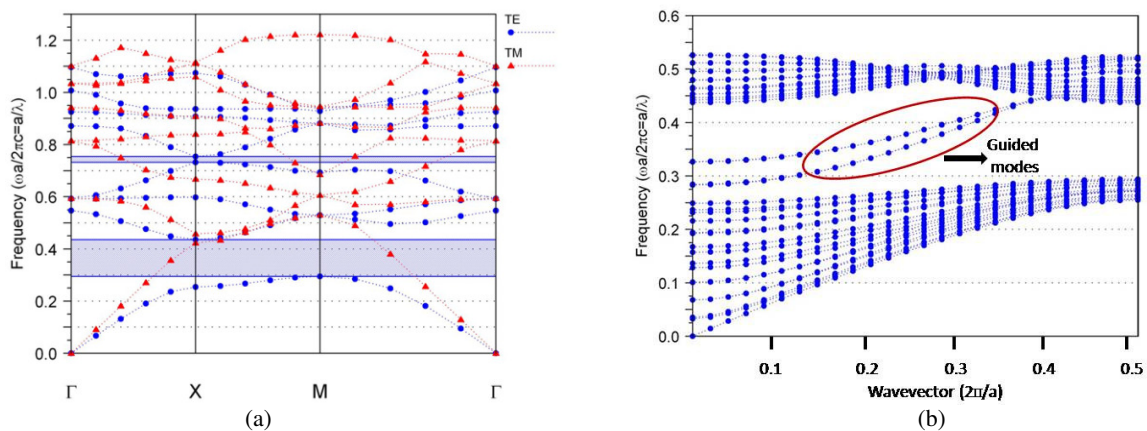 TE
TM
Frequency (ωa/2πc=a/λ)
1.2
1.0
0.8
0.6
0.4
0.2
0.0
Γ X M Γ
(a)
Frequency (ωa/2πc=a/λ)
0.6
0.5
0.4
0.3
0.2
0.1
0.0
Guided
modes
0.1 0.2 0.3 0.4 0.5
Wavevector (2π/a)
(b)